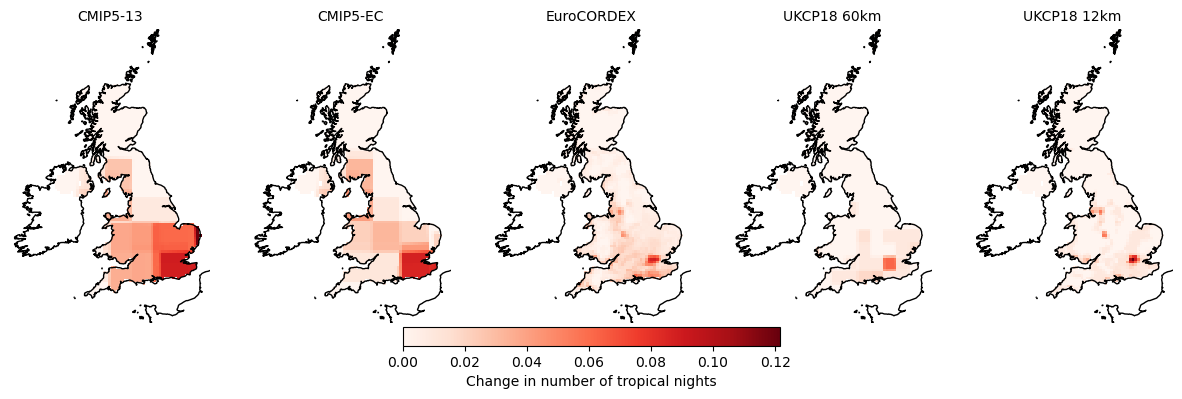 CMIP5-13 CMIP5-EC EuroCORDEX UKCP18 60km UKCP18 12km
0.00 0.02 0.04 0.06 0.08 0.10 0.12
Change in number of tropical nights